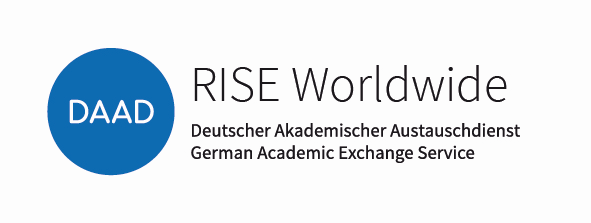 DAAD
RISE Worldwide
Deutscher Akademischer Austauschdienst
German Academic Exchange Service